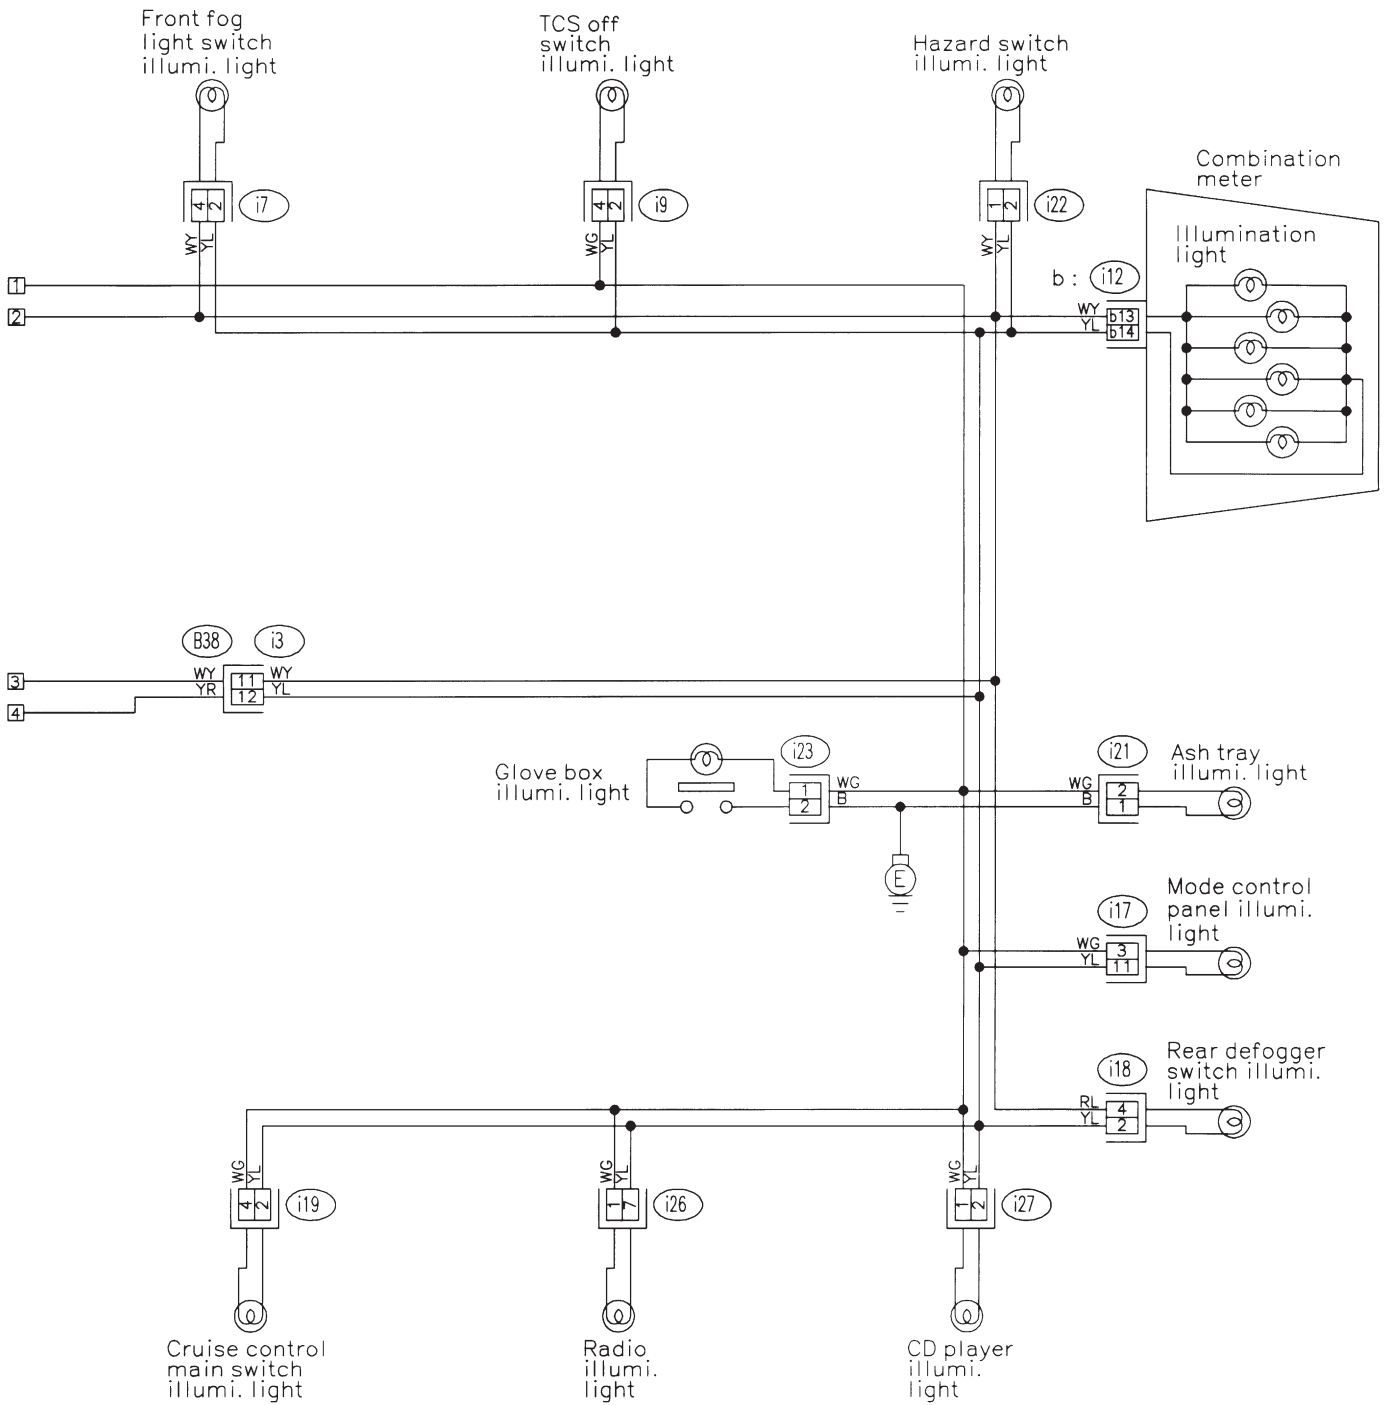 Front fog
light switch
illumi. light
TCS off
switch
illumi. light
Hazard switch
illumi. light
Combination
meter
Illumination
light
4 2
i7
4 2
i9
1 2
i22
WY YL
WG YL
WY YL
b : i12
1
2
WY b13
YL b14
B38 i3
3 WY 11 WY
4 YR 12 YL
Glove box
illumi. light
i23
1 WG
2 B
E
i21
WG 2
B 1
Ash tray
illumi. light
i17
WG 3
YL 11
Mode control
panel illumi.
light
i18
RL 4
YL 2
Rear defogger
switch illumi.
light
WG YL
WG YL
WG YL
4 2
i19
1 7
i26
1 2
i27
Cruise control
main switch
illumi. light
Radio
illumi.
light
CD player
illumi.
light